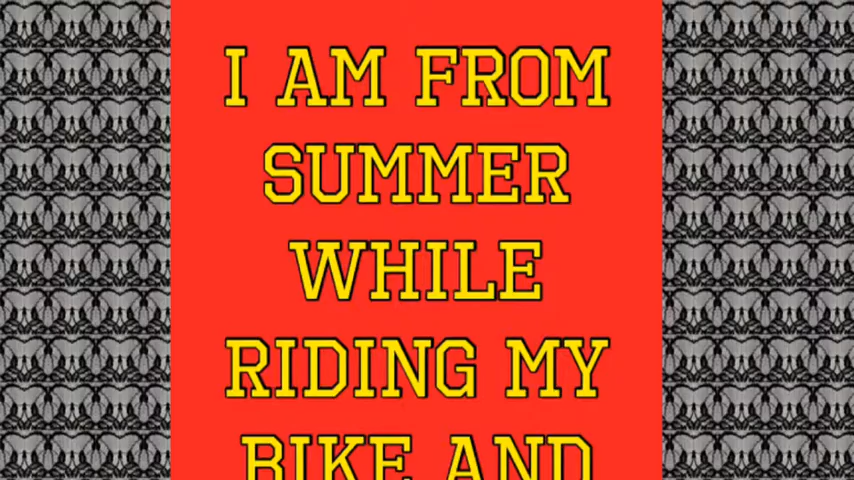 I AM FROM
SUMMER
WHILE
RIDING MY
BIKE AND